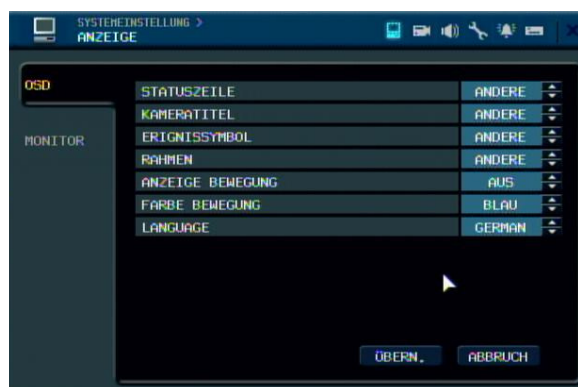 SYSTEMEINSTELLUNG >
ANZEIGE
OSD
MONITOR
STATUSZEILE ANDERE
KAMERATITEL ANDERE
ERIGNISSYMBOL ANDERE
RAHMEN ANDERE
ANZEIGE BEWEGUNG AUS
FARBE BEWEGUNG BLAU
LANGUAGE GERMAN
ÜBERN. ABBRUCH